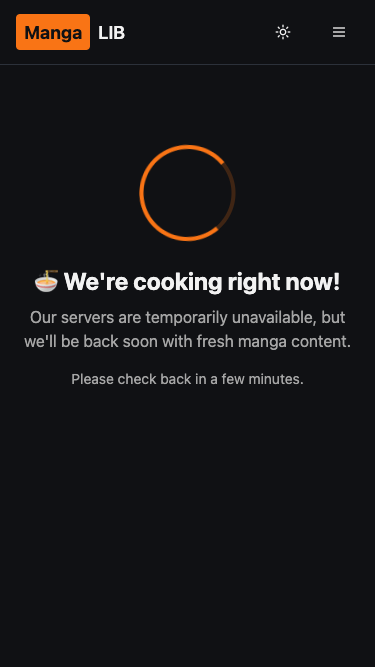 Manga LIB
🍜 We're cooking right now!
Our servers are temporarily unavailable, but
we'll be back soon with fresh manga content.
Please check back in a few minutes.